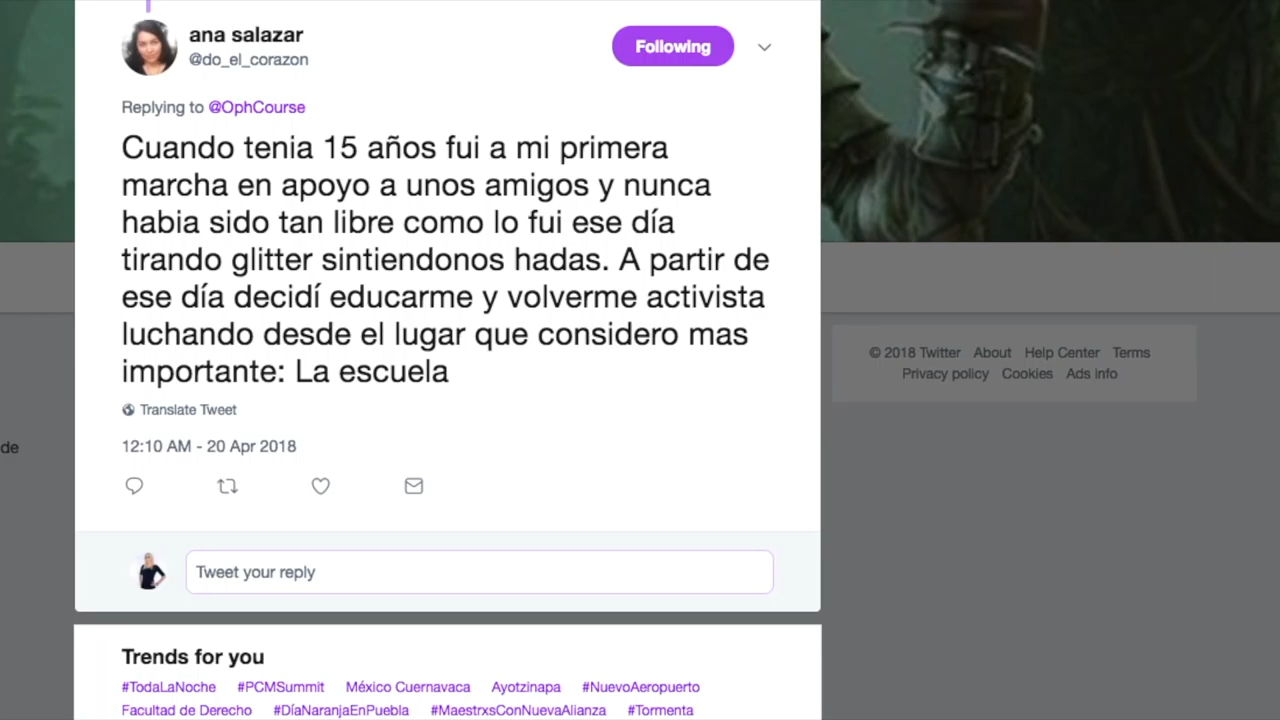 ana salazar
@do_el_corazon
Following
Replying to @OphCourse
Cuando tenia 15 años fui a mi primera
marcha en apoyo a unos amigos y nunca
habia sido tan libre como lo fui ese día
tirando glitter sintiendonos hadas. A partir de
ese día decidí educarme y volverme activista
luchando desde el lugar que considero mas
importante: La escuela
Translate Tweet
12:10 AM - 20 Apr 2018
Tweet your reply
Trends for you
#TodaLaNoche #PCMSummit México Cuernavaca Ayotzinapa #NuevoAeropuerto
Facultad de Derecho #DíaNaranjaEnPuebla #MaestrxsConNuevaAlianza #Tormenta
© 2018 Twitter About Help Center Terms
Privacy policy Cookies Ads info
de